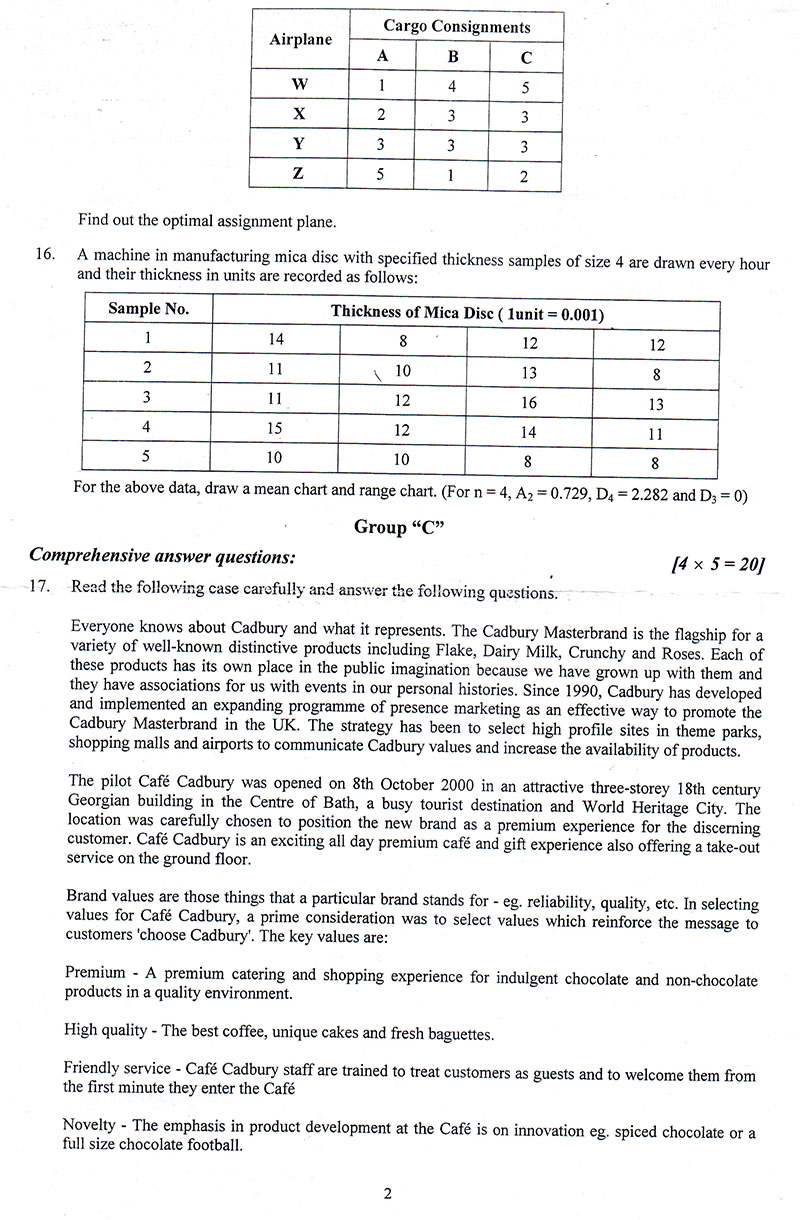 Airplane Cargo Consignments
A B C
W 1 4 5
X 2 3 3
Y 3 3 3
Z 5 1 2
Find out the optimal assignment plane.
16. A machine in manufacturing mica disc with specified thickness samples of size 4 are drawn every hour
and their thickness in units are recorded as follows:
Sample No. Thickness of Mica Disc ( 1unit = 0.001)
1 14 8 12 12
2 11 10 13 8
3 11 12 16 13
4 15 12 14 11
5 10 10 8 8
For the above data, draw a mean chart and range chart. (For n = 4, A₂ = 0.729, D₄ = 2.282 and D₃ = 0)
Group “C”
Comprehensive answer questions: [4 × 5 = 20]
17. Read the following case carefully and answer the following questions.
Everyone knows about Cadbury and what it represents. The Cadbury Masterbrand is the flagship for a
variety of well-known distinctive products including Flake, Dairy Milk, Crunchy and Roses. Each of
these products has its own place in the public imagination because we have grown up with them and
they have associations for us with events in our personal histories. Since 1990, Cadbury has developed
and implemented an expanding programme of presence marketing as an effective way to promote the
Cadbury Masterbrand in the UK. The strategy has been to select high profile sites in theme parks,
shopping malls and airports to communicate Cadbury values and increase the availability of products.
The pilot Café Cadbury was opened on 8th October 2000 in an attractive three-storey 18th century
Georgian building in the Centre of Bath, a busy tourist destination and World Heritage City. The
location was carefully chosen to position the new brand as a premium experience for the discerning
customer. Café Cadbury is an exciting all day premium café and gift experience also offering a take-out
service on the ground floor.
Brand values are those things that a particular brand stands for - eg. reliability, quality, etc. In selecting
values for Café Cadbury, a prime consideration was to select values which reinforce the message to
customers 'choose Cadbury'. The key values are:
Premium - A premium catering and shopping experience for indulgent chocolate and non-chocolate
products in a quality environment.
High quality - The best coffee, unique cakes and fresh baguettes.
Friendly service - Café Cadbury staff are trained to treat customers as guests and to welcome them from
the first minute they enter the Café
Novelty - The emphasis in product development at the Café is on innovation eg. spiced chocolate or a
full size chocolate football.
2